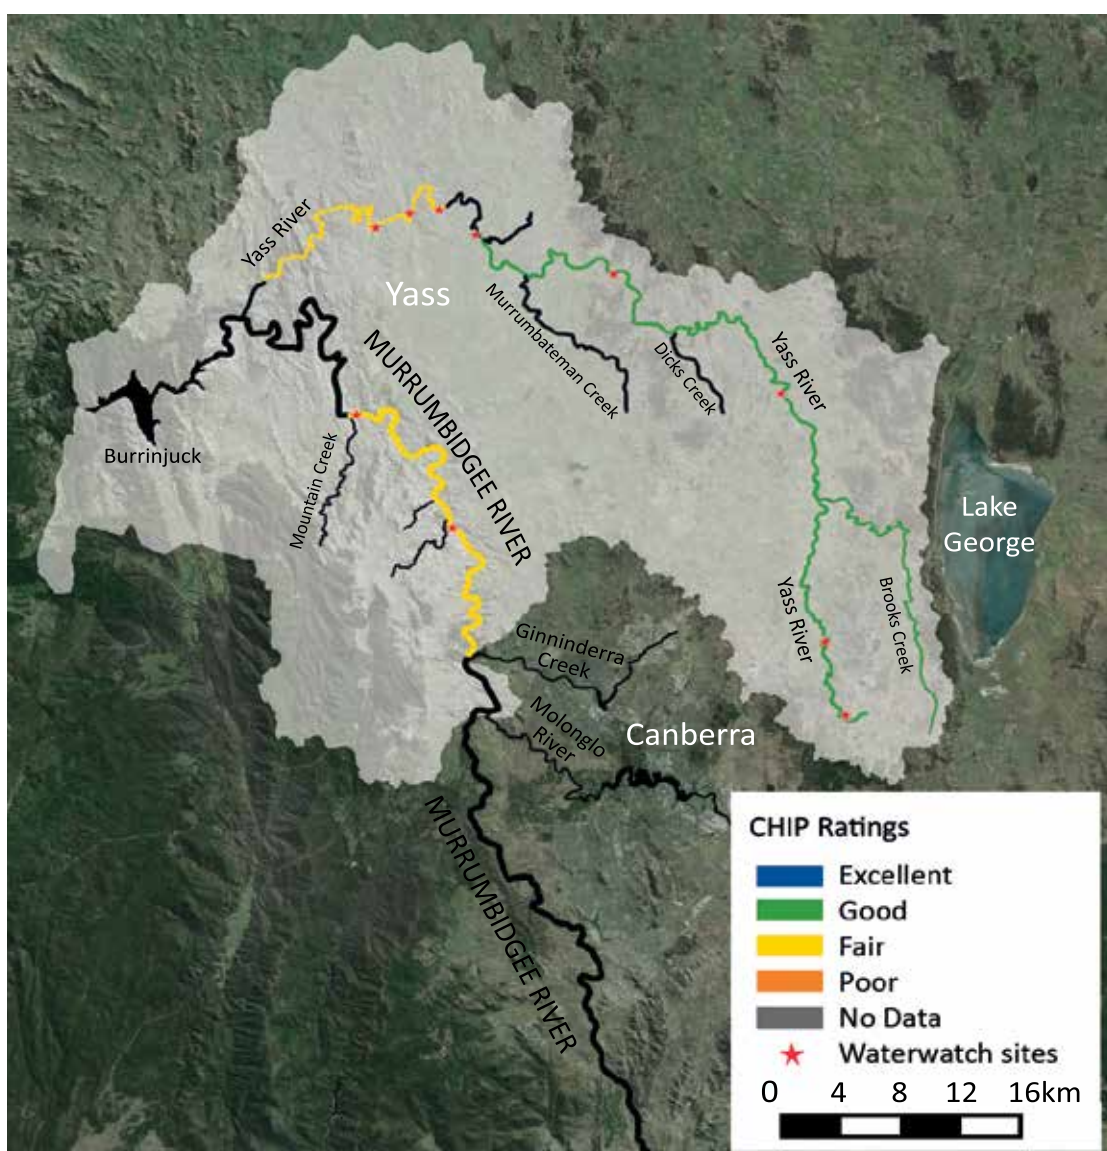 Yass River
Yass
Murrumbateman Creek
Dicks Creek
Yass River
MURRUMBIDGEE RIVER
Burrinjuck
Mountain Creek
Lake
George
Yass River
Brooks Creek
Ginninderra
Creek
Molonglo
River
Canberra
MURRUMBIDGEE RIVER
CHIP Ratings
Excellent
Good
Fair
Poor
No Data
Waterwatch sites
0 4 8 12 16km